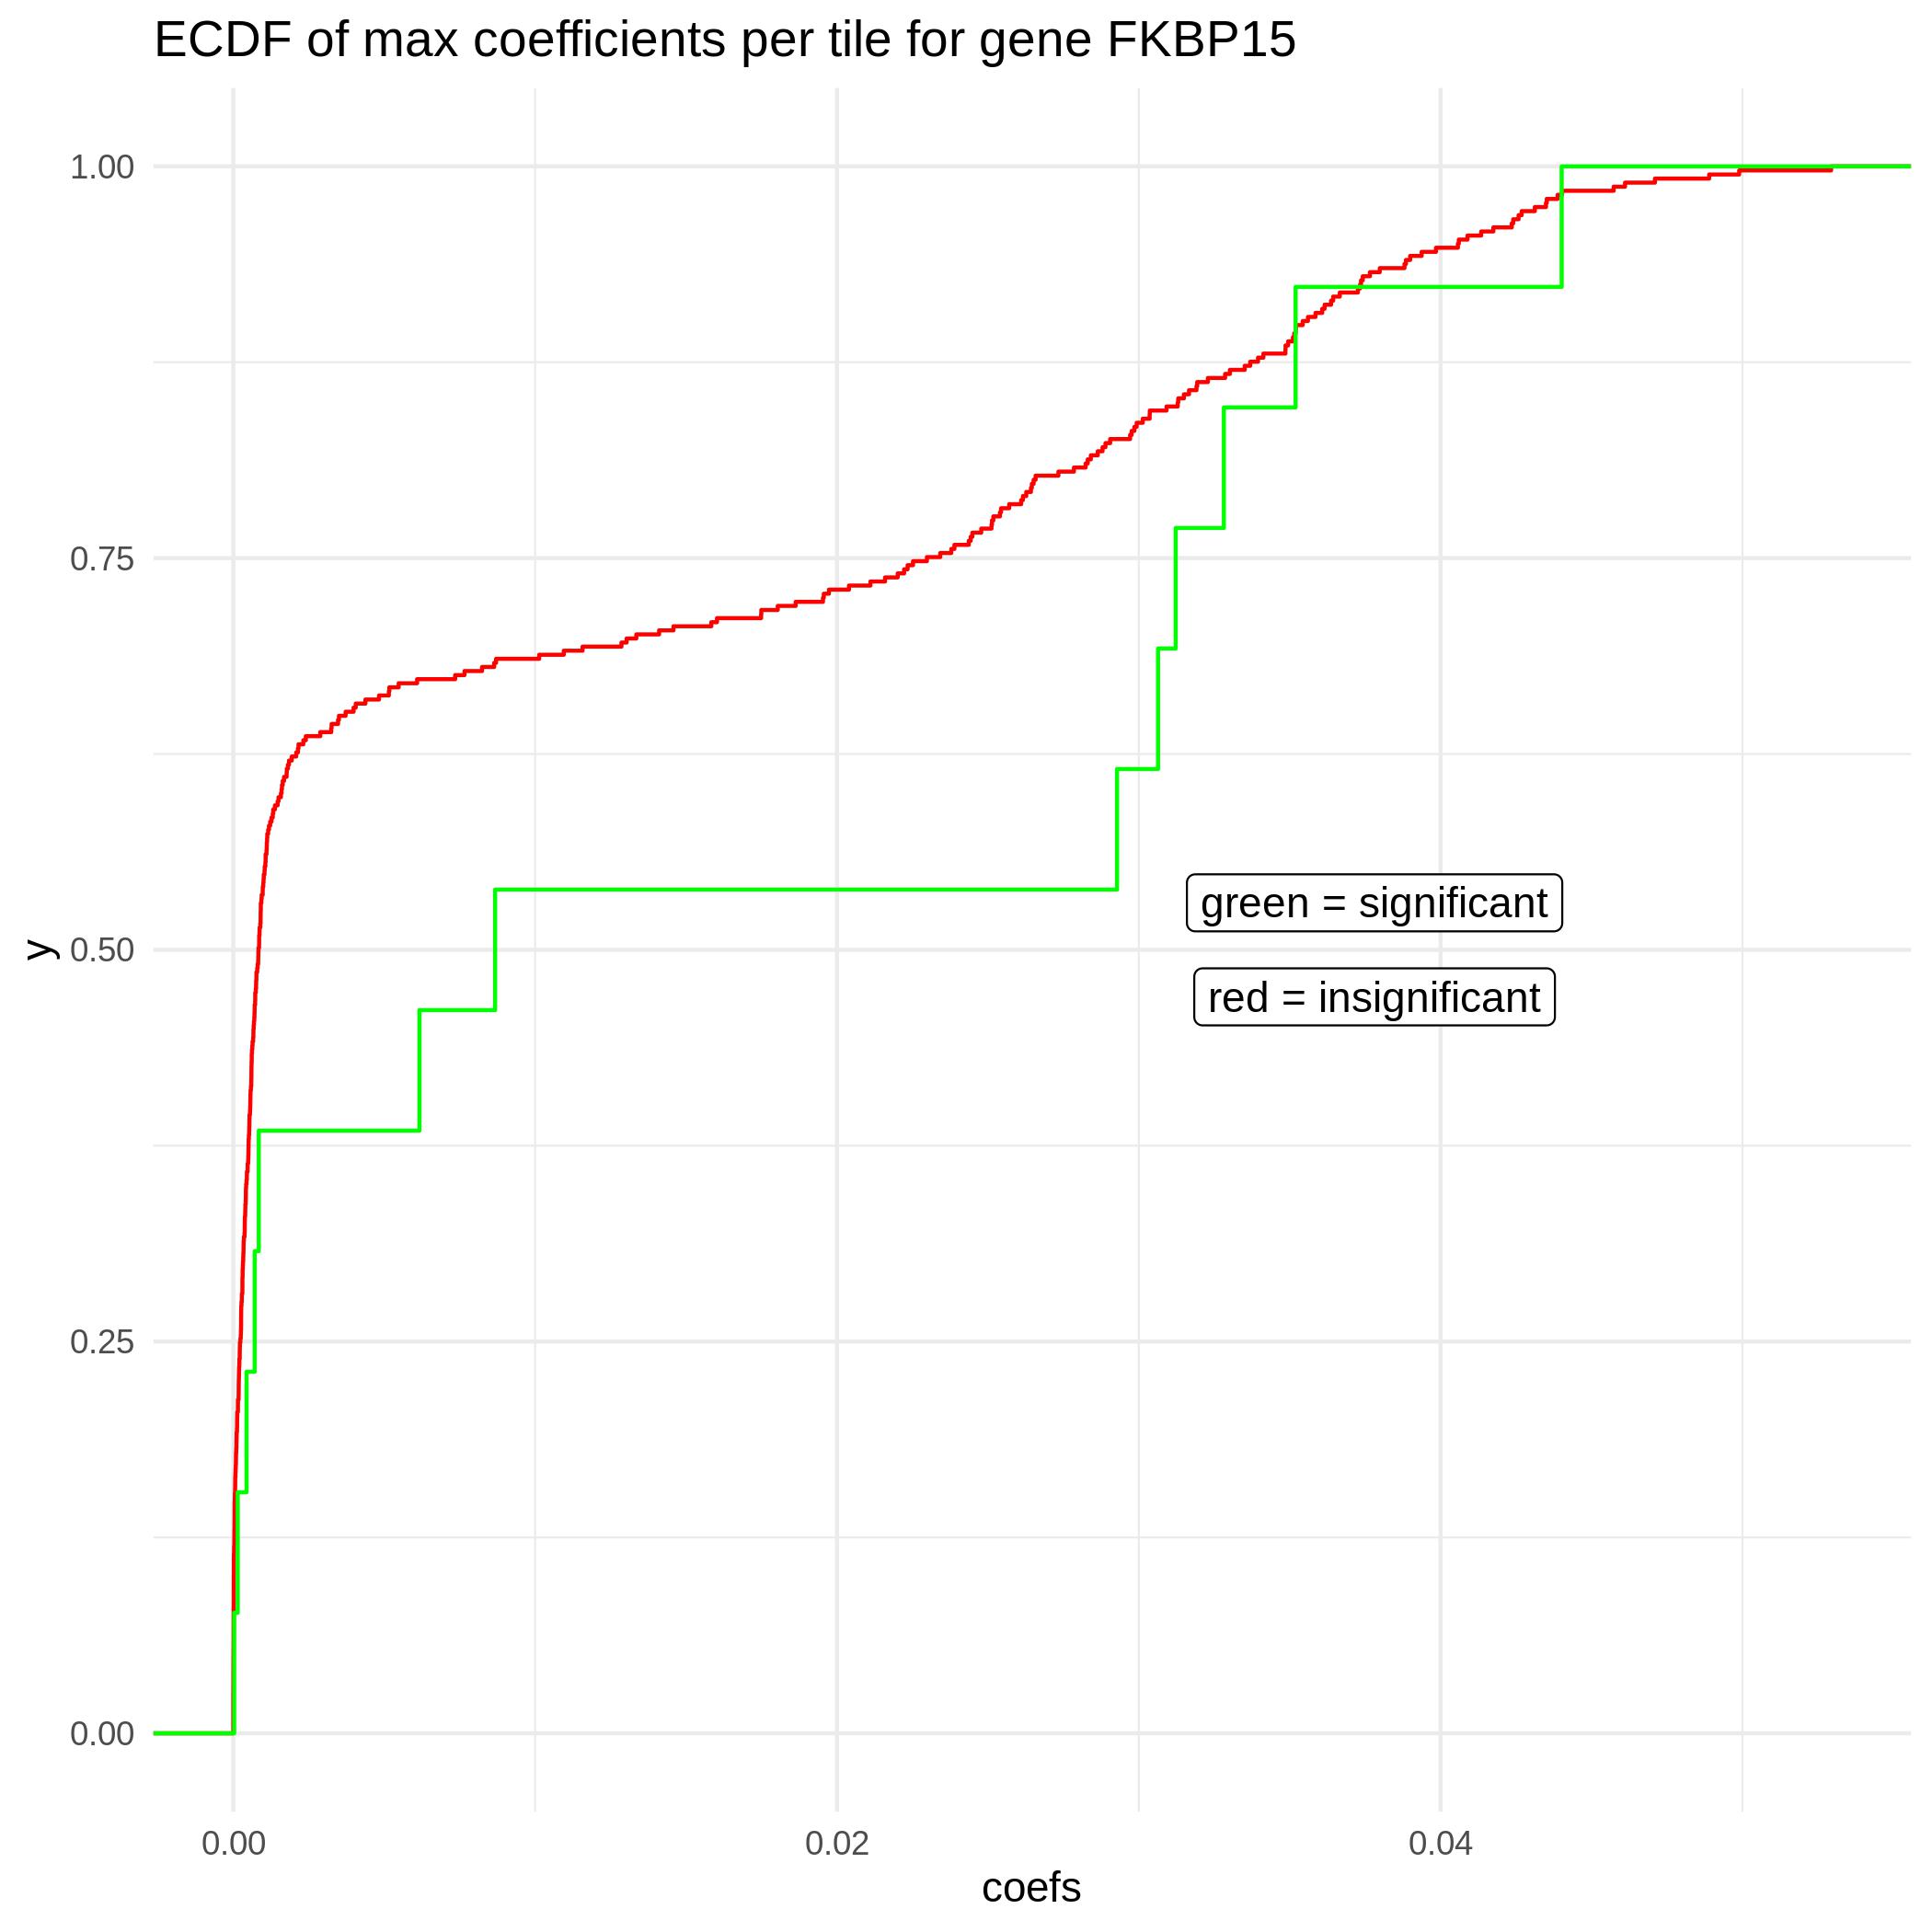 ECDF of max coefficients per tile for gene FKBP15
1.00
0.75
0.50
0.25
0.00
y
green = significant
red = insignificant
0.00 0.02 0.04
coefs